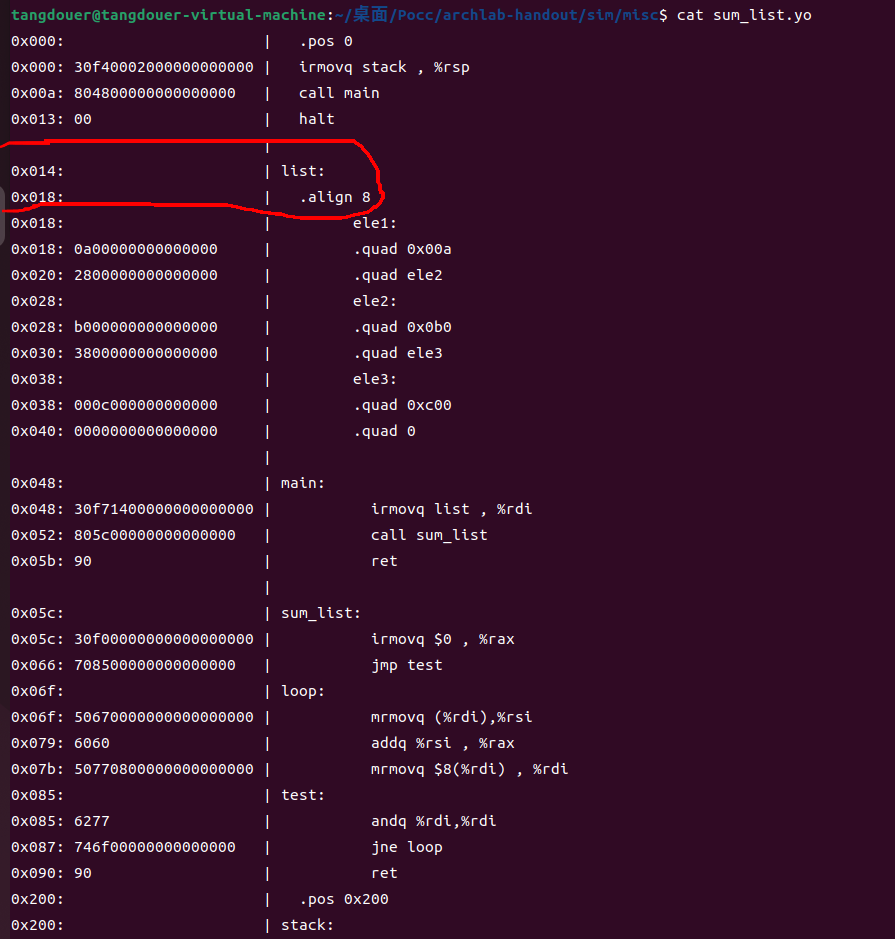 tangdouer@tangdouer-virtual-machine:~/桌面/Pocc/archlab-handout/sim/misc$ cat sum_list.yo
0x000:                      |   .pos 0
0x000: 30f40002000000000000 |   irmovq stack , %rsp
0x00a: 804800000000000000   |   call main
0x013: 00                   |   halt
                            |
0x014:                      | list:
0x018:                      |   .align 8
0x018:                      |         ele1:
0x018: 0a00000000000000     |         .quad 0x00a
0x020: 2800000000000000     |         .quad ele2
0x028:                      |         ele2:
0x028: b000000000000000     |         .quad 0x0b0
0x030: 3800000000000000     |         .quad ele3
0x038:                      |         ele3:
0x038: 000c000000000000     |         .quad 0xc00
0x040: 0000000000000000     |         .quad 0
                            |
0x048:                      | main:
0x048: 30f71400000000000000 |           irmovq list , %rdi
0x052: 805c00000000000000   |           call sum_list
0x05b: 90                   |           ret
                            |
0x05c:                      | sum_list:
0x05c: 30f00000000000000000 |           irmovq $0 , %rax
0x066: 708500000000000000   |           jmp test
0x06f:                      | loop:
0x06f: 50670000000000000000 |           mrmovq (%rdi),%rsi
0x079: 6060                 |           addq %rsi , %rax
0x07b: 50770800000000000000 |           mrmovq $8(%rdi) , %rdi
0x085:                      | test:
0x085: 6277                 |           andq %rdi,%rdi
0x087: 746f00000000000000   |           jne loop
0x090: 90                   |           ret
0x200:                      |   .pos 0x200
0x200:                      | stack: